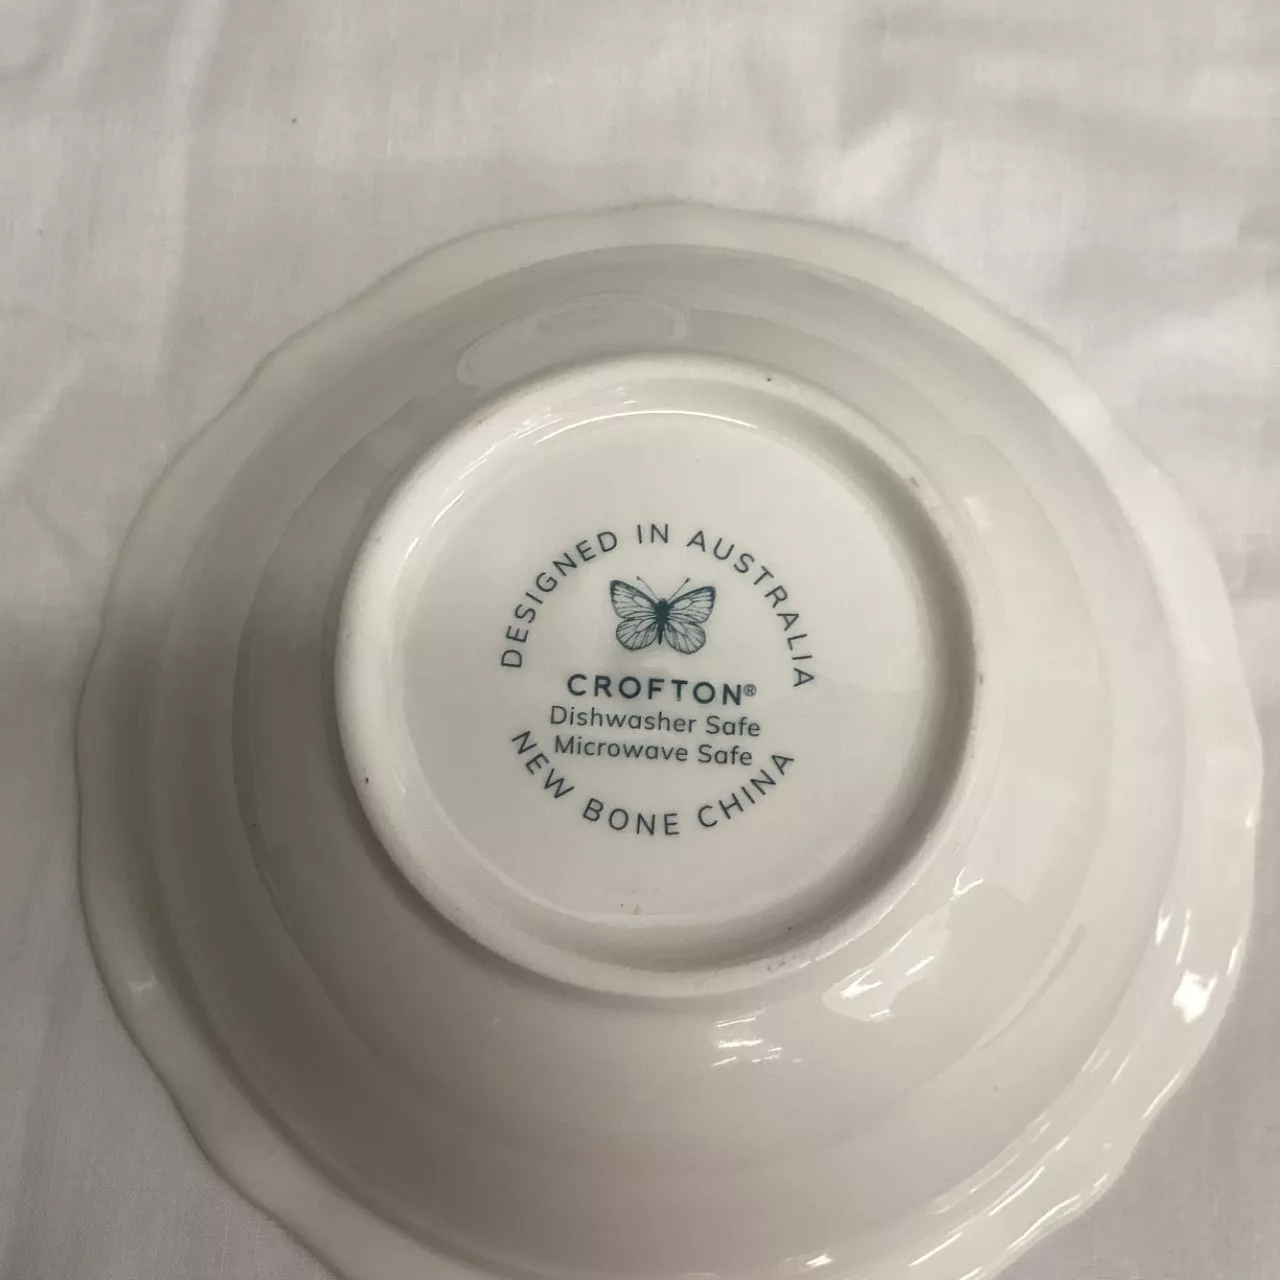 DESIGNED IN AUSTRALIA
CROFTON®
Dishwasher Safe
Microwave Safe
NEW BONE CHINA